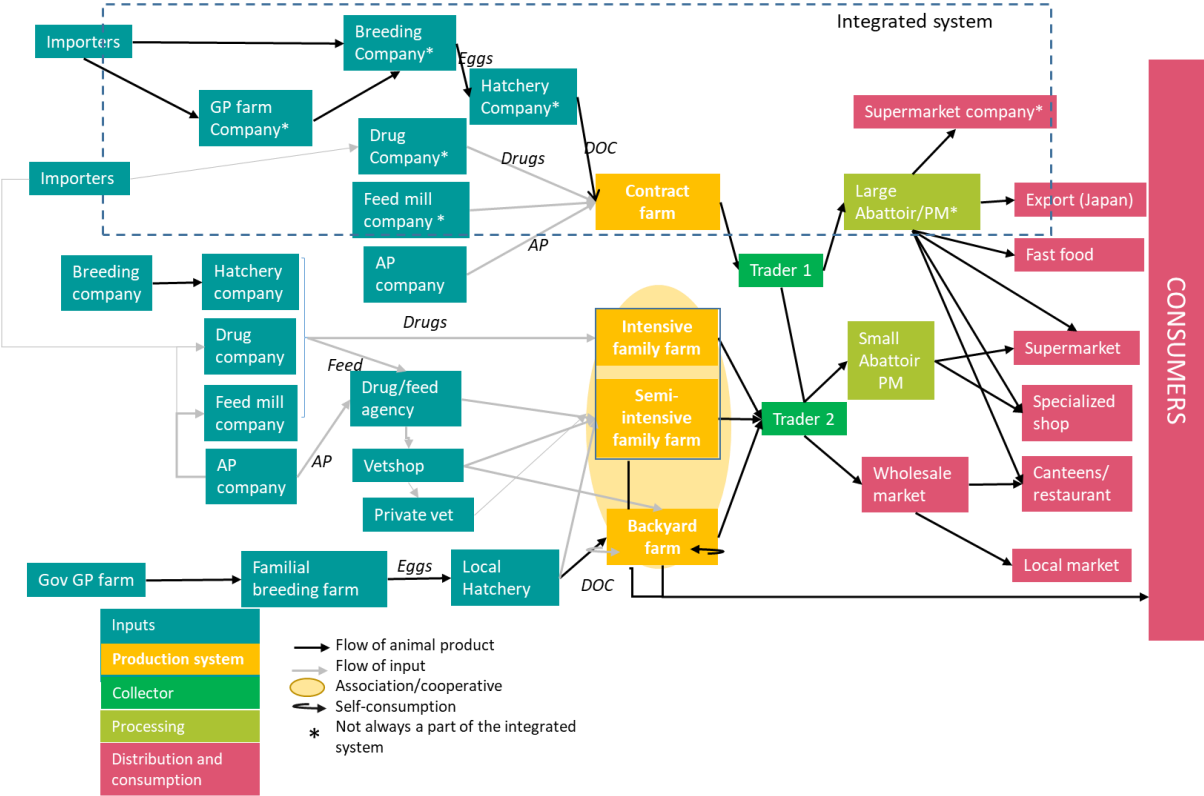 Integrated system
Importers
Breeding
Company*
Eggs
Hatchery
Company*
GP farm
Company*
Supermarket company*
Drug
Company*
Drugs
DOC
Importers
Feed mill
company *
Contract
farm
Large
Abattoir/PM*
Export (Japan)
AP
AP
company
Trader 1
Fast food
Breeding
company
Hatchery
company
Drugs
Intensive
family farm
Drug
company
Small
Abattoir
PM
Supermarket
Feed
Drug/feed
agency
Semi-
intensive
family farm
Feed mill
company
Trader 2
Specialized
shop
AP
company
AP
Vetshop
Wholesale
market
Canteens/
restaurant
Private vet
Backyard
farm
Gov GP farm
Familial
breeding farm
Eggs
Local
Hatchery
DOC
Local market
CONSUMERS
Inputs
Production system
Collector
Processing
Distribution and
consumption
Flow of animal product
Flow of input
Association/cooperative
Self-consumption
* Not always a part of the integrated
system